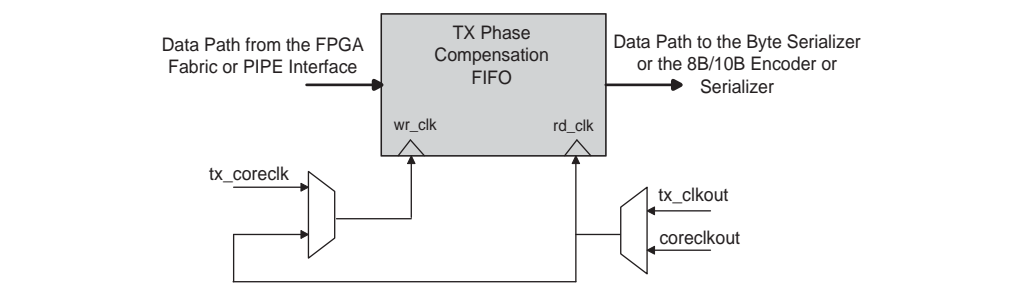 Data Path from the FPGA
Fabric or PIPE Interface
TX Phase
Compensation
FIFO
Data Path to the Byte Serializer
or the 8B/10B Encoder or
Serializer
wr_clk
rd_clk
tx_coreclk
tx_clkout
coreclkout